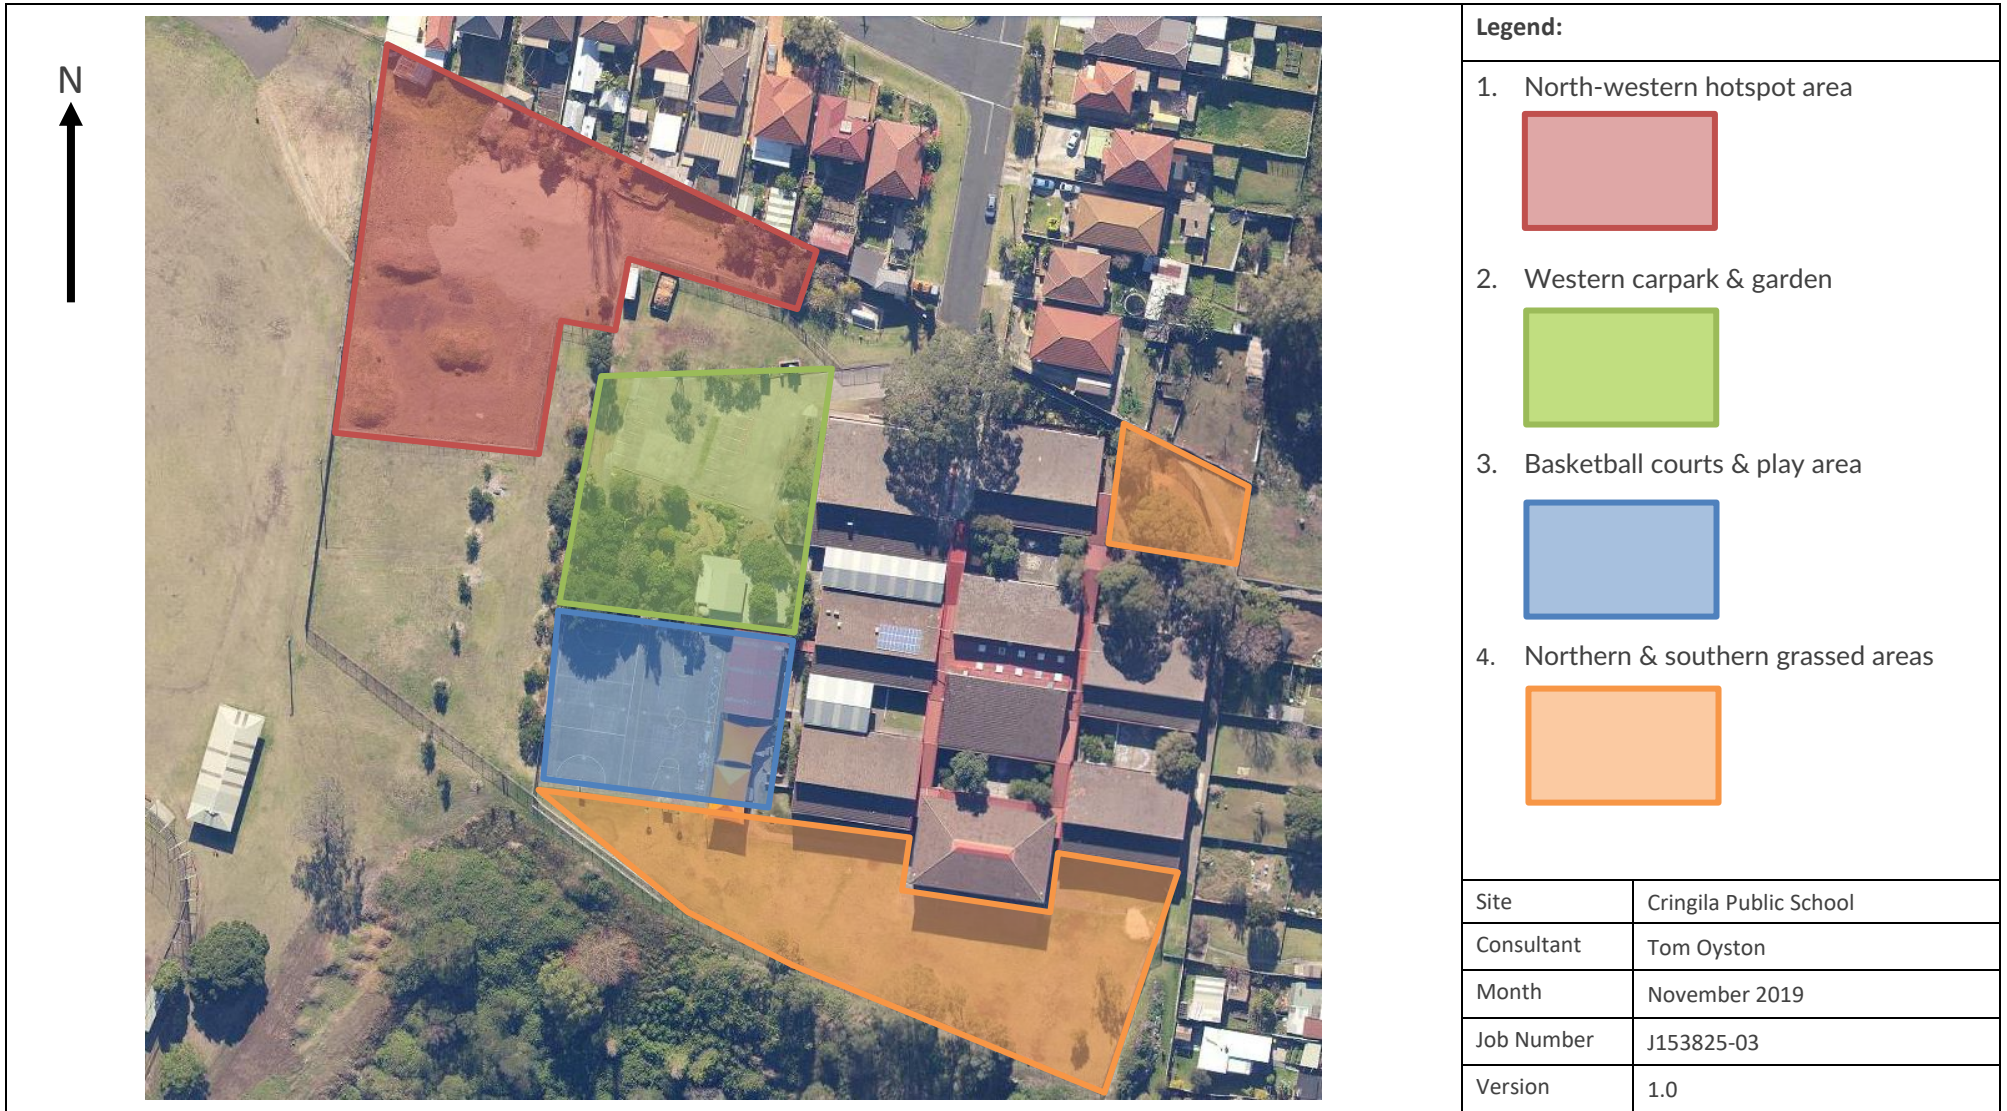 N
Legend:
1. North-western hotspot area
2. Western carpark & garden
3. Basketball courts & play area
4. Northern & southern grassed areas
Site Cringila Public School
Consultant Tom Oyston
Month November 2019
Job Number J153825-03
Version 1.0